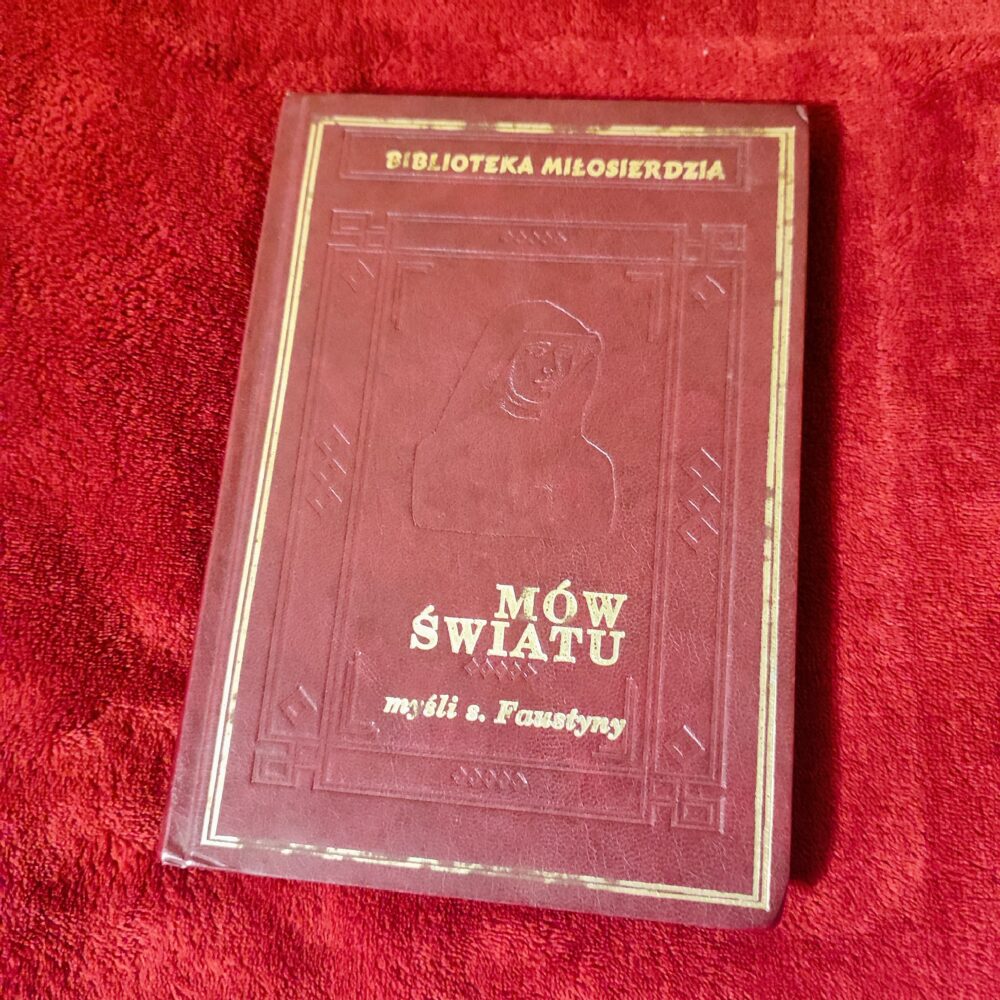 BIBLIOTEKA MIŁOSIERDZIA
MÓW
ŚWIATU
myśli s. Faustyny